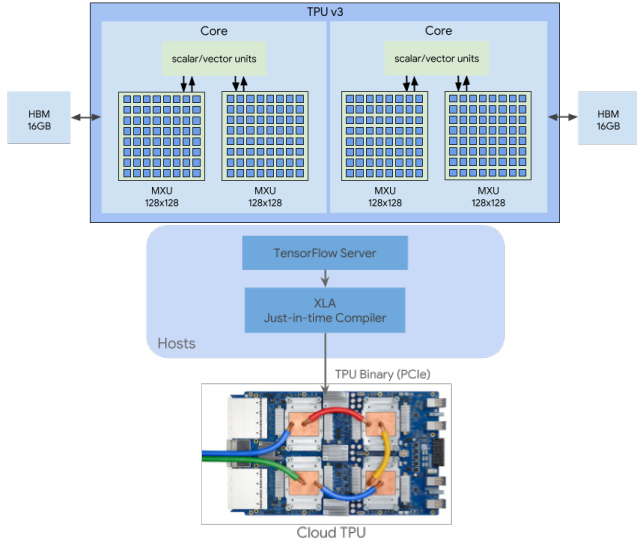 TPU v3
Core
Core
scalar/vector units
scalar/vector units
HBM
16GB
HBM
16GB
MXU
128x128
MXU
128x128
MXU
128x128
MXU
128x128
TensorFlow Server
XLA
Just-in-time Compiler
Hosts
TPU Binary (PCIe)
Cloud TPU